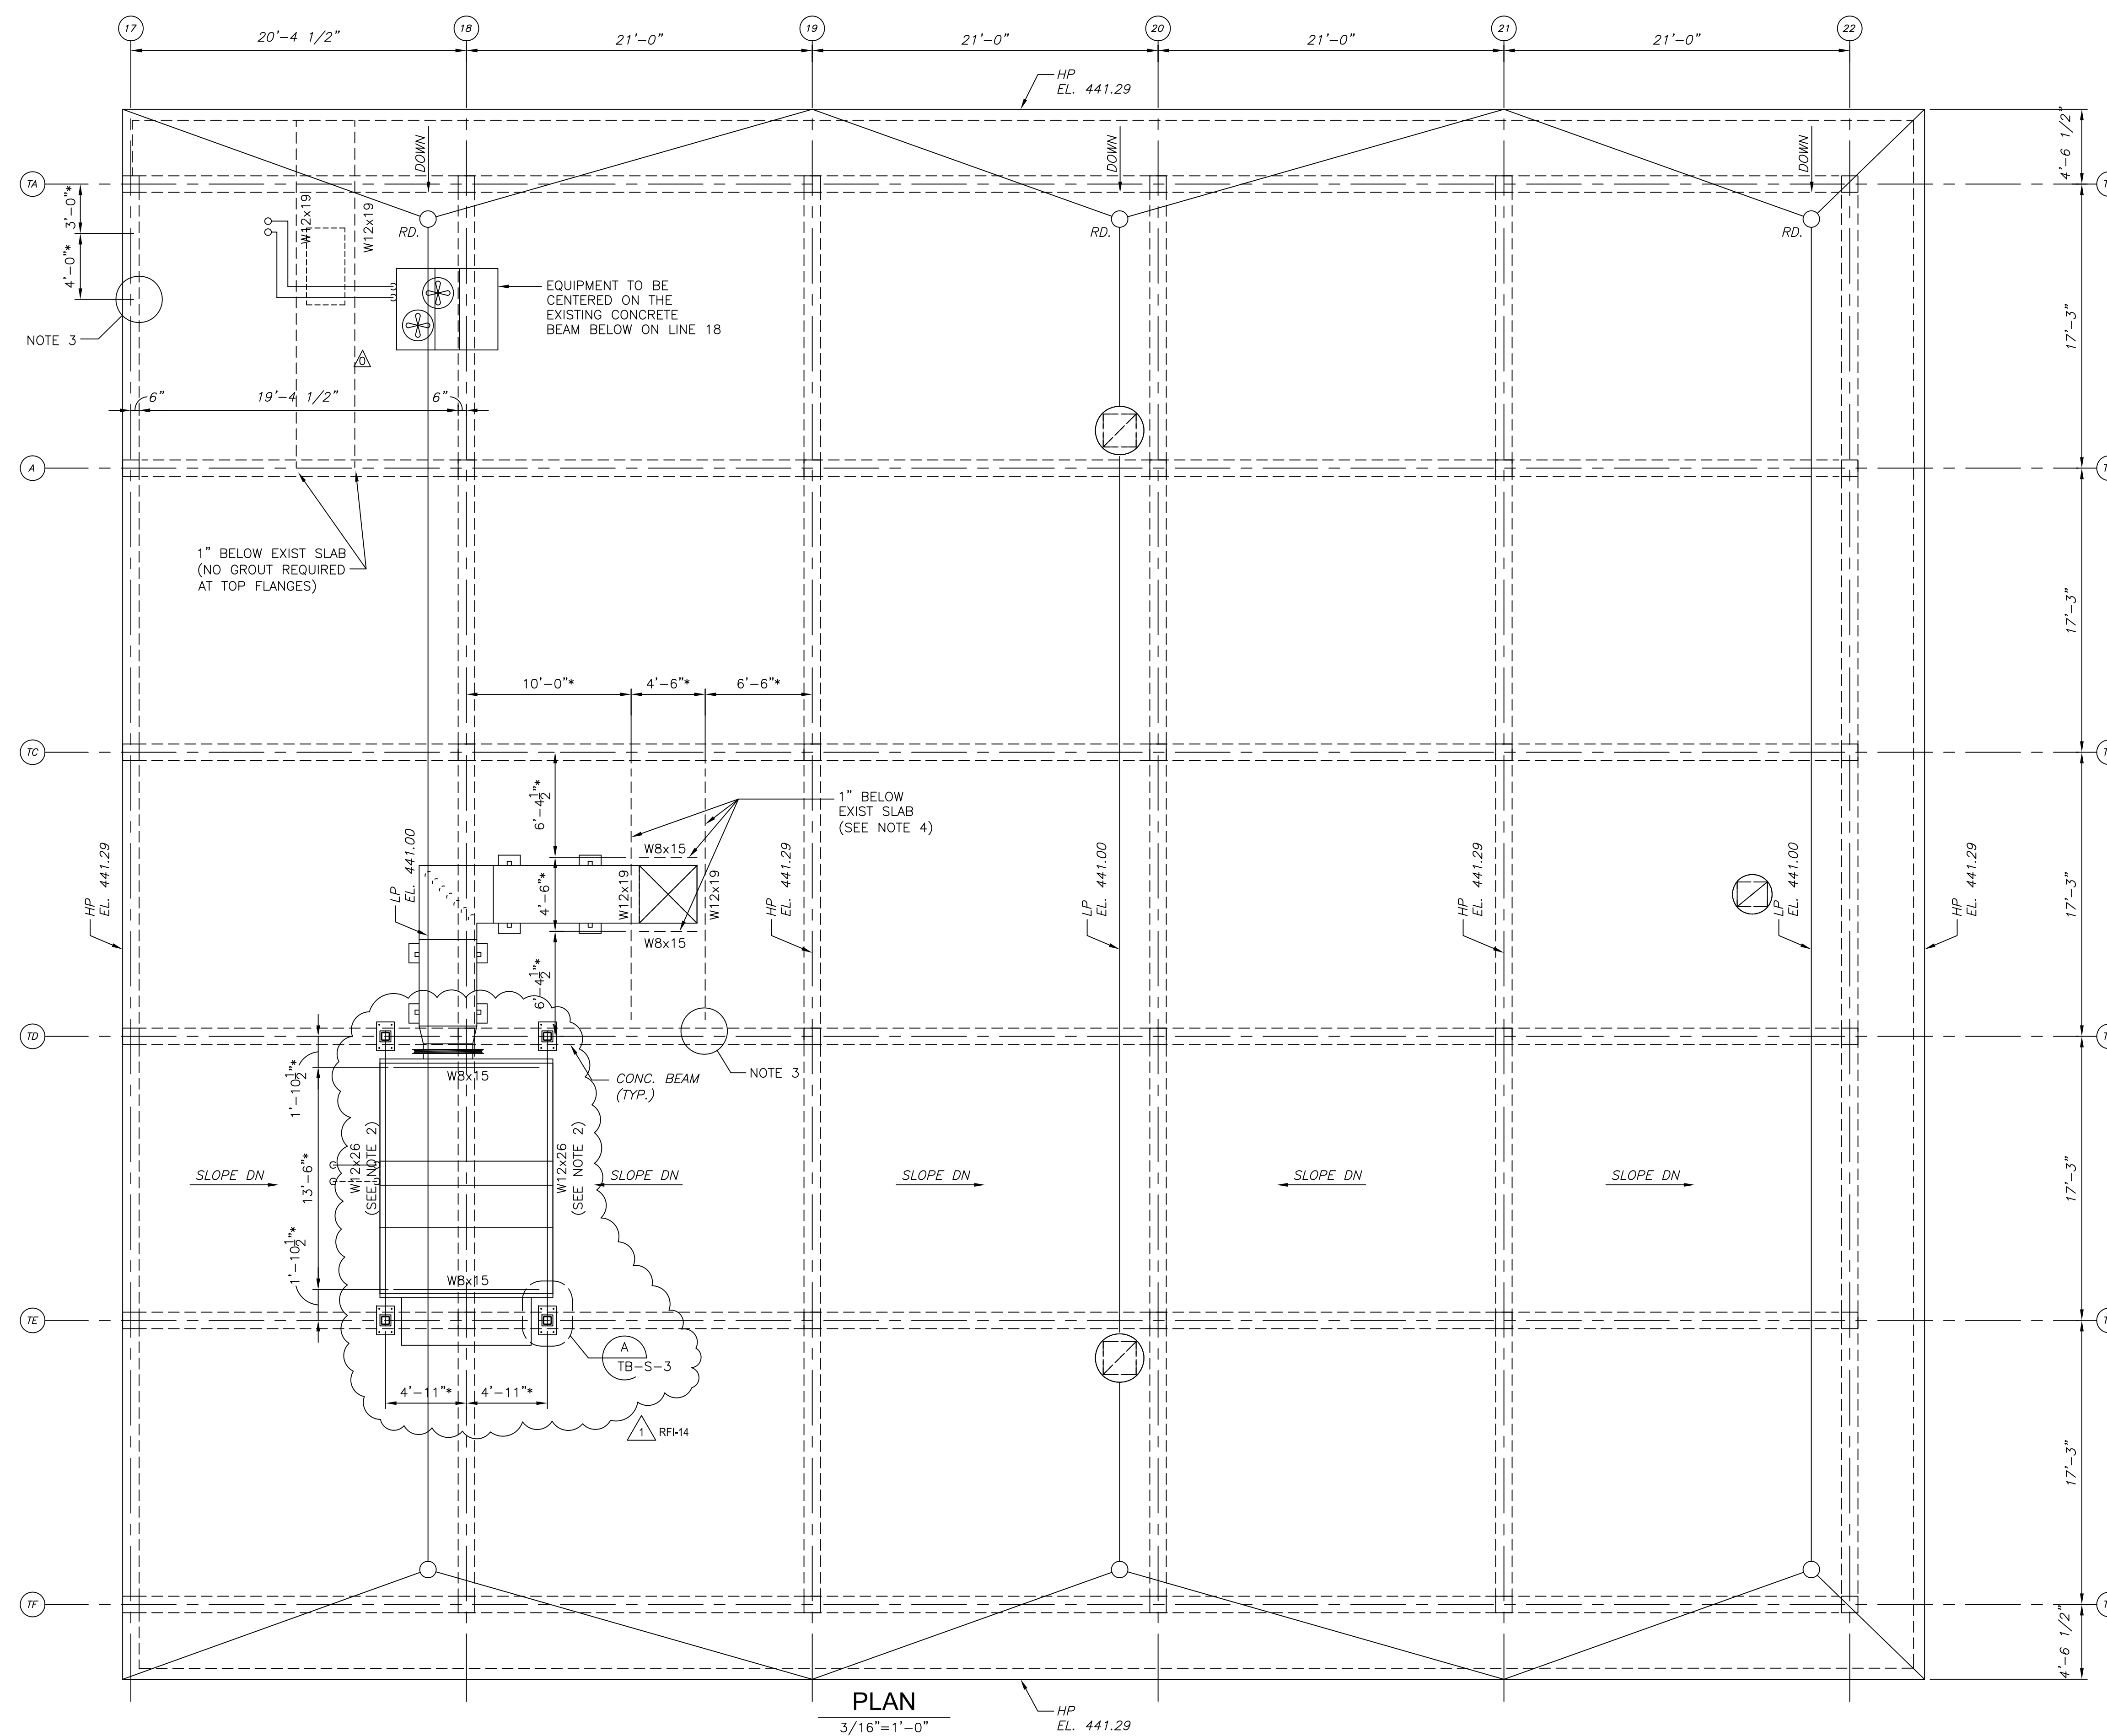 17
18
19
20
21
22
20'-4 1/2"
21'-0"
21'-0"
21'-0"
21'-0"
HP
EL. 441.29
4'-6 1/2"
DOWN
DOWN
DOWN
TA
3'-0"*
4'-0"*
W12x19
W12x19
RD.
RD.
RD.
EQUIPMENT TO BE
CENTERED ON THE
EXISTING CONCRETE
BEAM BELOW ON LINE 18
NOTE 3
0
17'-3"
6"
19'-4 1/2"
6"
A
1" BELOW EXIST SLAB
(NO GROUT REQUIRED
AT TOP FLANGES)
17'-3"
10'-0"*
4'-6"*
6'-6"*
TC
6'-4 1/2"*
1" BELOW
EXIST SLAB
(SEE NOTE 4)
W8x15
4'-6"*
W12x19
W12x19
W8x15
6'-4 1/2"*
HP
EL. 441.29
LP
EL. 441.00
HP
EL. 441.29
LP
EL. 441.00
HP
EL. 441.29
LP
EL. 441.00
HP
EL. 441.29
17'-3"
TD
NOTE 3
CONC. BEAM
(TYP.)
1'-10 1/2"*
W8x15
W12x26
(SEE NOTE 2)
W12x26
(SEE NOTE 2)
13'-6"*
SLOPE DN
SLOPE DN
SLOPE DN
SLOPE DN
SLOPE DN
17'-3"
1'-10 1/2"*
W8x15
TE
A
TB-S-3
4'-11"*
4'-11"*
1
RFI-14
17'-3"
TF
4'-6 1/2"
PLAN
3/16"=1'-0"
HP
EL. 441.29